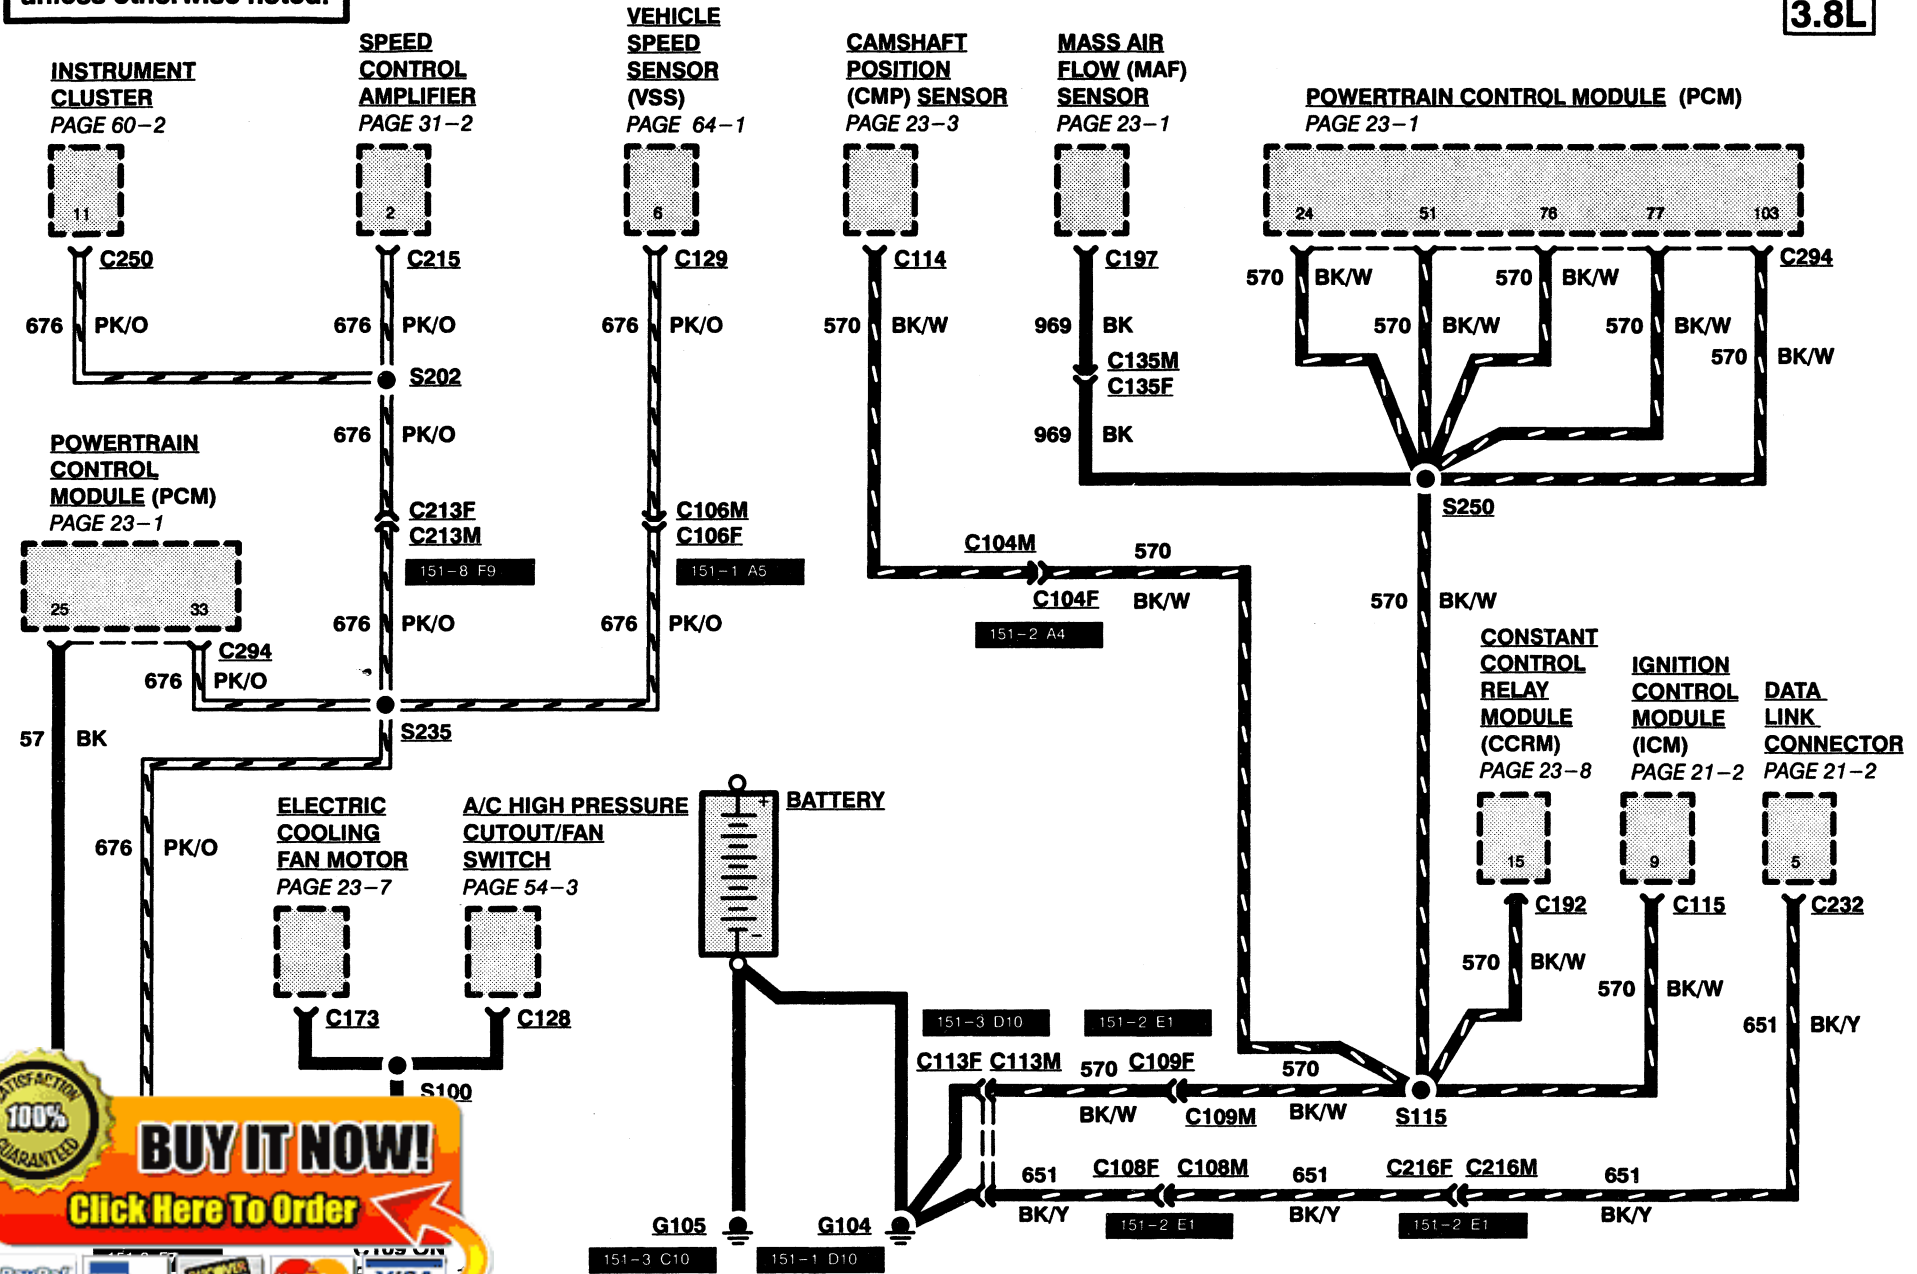 unless otherwise noted.
3.8L
INSTRUMENT
CLUSTER
PAGE 60-2
11
C250
676 PK/O
SPEED
CONTROL
AMPLIFIER
PAGE 31-2
2
C215
676 PK/O
S202
676 PK/O
C213F
C213M
151-8 F9
676 PK/O
VEHICLE
SPEED
SENSOR
(VSS)
PAGE 64-1
6
C129
676 PK/O
C106M
C106F
151-1 A5
676 PK/O
CAMSHAFT
POSITION
(CMP) SENSOR
PAGE 23-3
C114
570 BK/W
C104M
570
C104F
BK/W
151-2 A4
MASS AIR
FLOW (MAF)
SENSOR
PAGE 23-1
C197
969 BK
C135M
C135F
969 BK
POWERTRAIN CONTROL MODULE (PCM)
PAGE 23-1
24 51 76 77 103
C294
570 BK/W
570 BK/W
570 BK/W
570 BK/W
570 BK/W
S250
570 BK/W
POWERTRAIN
CONTROL
MODULE (PCM)
PAGE 23-1
25 33
C294
676 PK/O
S235
57 BK
676 PK/O
ELECTRIC
COOLING
FAN MOTOR
PAGE 23-7
C173
A/C HIGH PRESSURE
CUTOUT/FAN
SWITCH
PAGE 54-3
C128
S100
BATTERY
+
-
G105
151-3 C10
G104
151-1 D10
CONSTANT
CONTROL
RELAY
MODULE
(CCRM)
PAGE 23-8
15
C192
570 BK/W
IGNITION
CONTROL
MODULE
(ICM)
PAGE 21-2
9
C115
570 BK/W
DATA
LINK
CONNECTOR
PAGE 21-2
5
C232
651 BK/Y
151-3 D10
151-2 E1
C113F C113M
570
C109F
570
BK/W
C109M
BK/W
S115
651
C108F C108M
651
C216F C216M
651
BK/Y
151-2 E1
BK/Y
151-2 E1
BK/Y
SATISFACTION
100%
GUARANTEED
BUY IT NOW!
Click Here To Order
C109 ON
PayPal
VISA